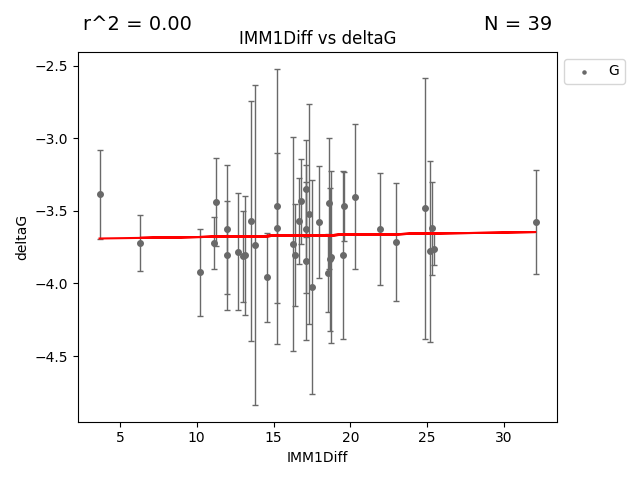 r^2 = 0.00
N = 39
IMM1Diff vs deltaG
G
−2.5
−3.0
−3.5
−4.0
−4.5
deltaG
5 10 15 20 25 30
IMM1Diff